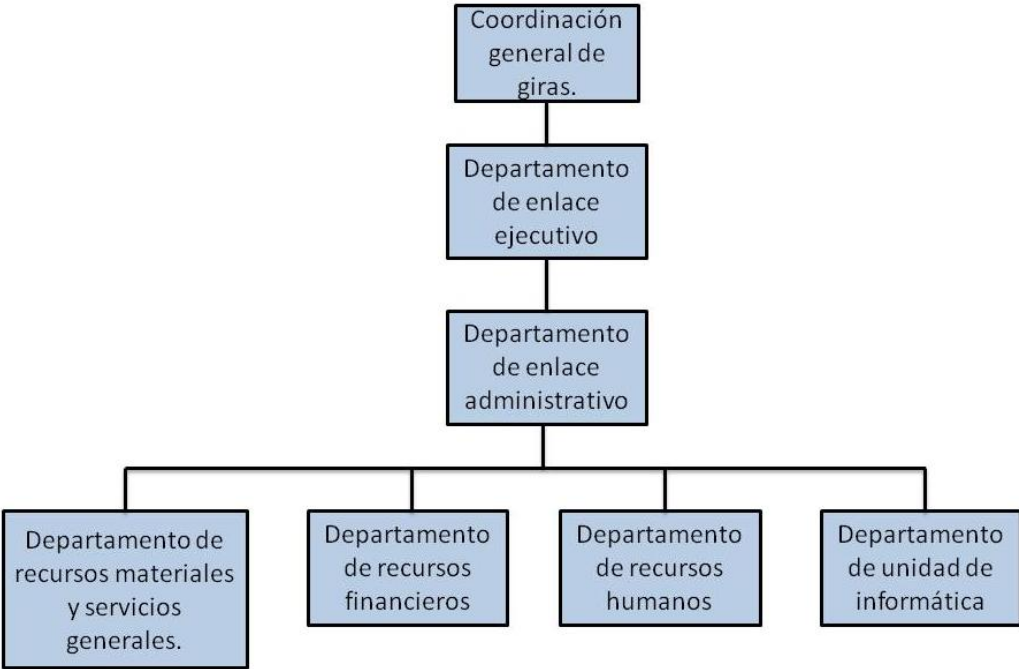 Coordinación
general de
giras.
Departamento
de enlace
ejecutivo
Departamento
de enlace
administrativo
Departamento de
recursos materiales
y servicios
generales.
Departamento
de recursos
financieros
Departamento
de recursos
humanos
Departamento
de unidad de
informática